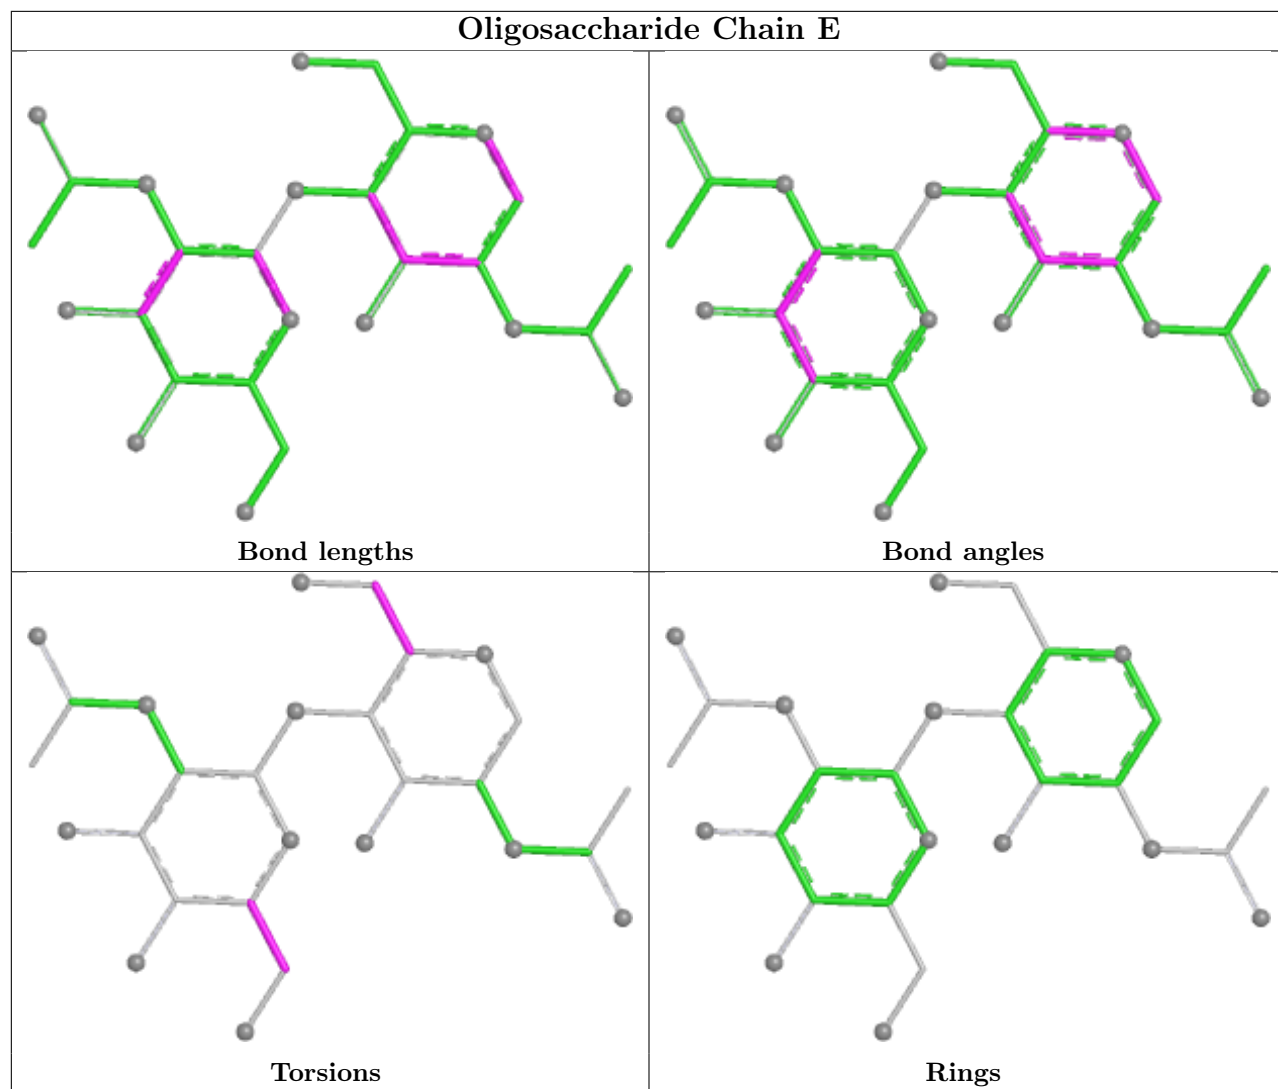 Oligosaccharide Chain E
Bond lengths
Bond angles
Torsions
Rings